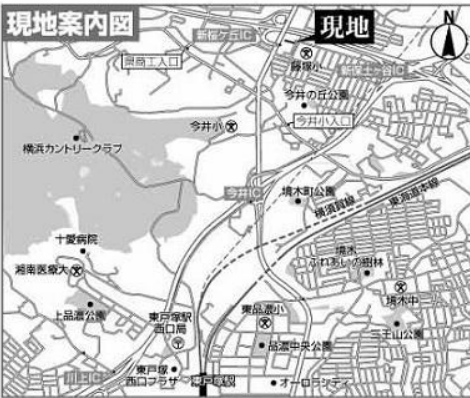 現地案内図
現地
N
新桜ケ丘IC
県商工入口
藤塚小
新保土ヶ谷IC
今井の丘公園
今井小
今井小入口
横浜カントリークラブ
今井IC
境木町公園
横須賀線
東海道本線
十愛病院
境木
ふれあいの樹林
湘南医療大
境木中
上品濃公園
東戸塚駅
西口局
東品濃小
三王山公園
品濃中央公園
川上IC
東戸塚
西口プラザ
東戸塚駅
オーロラシティ